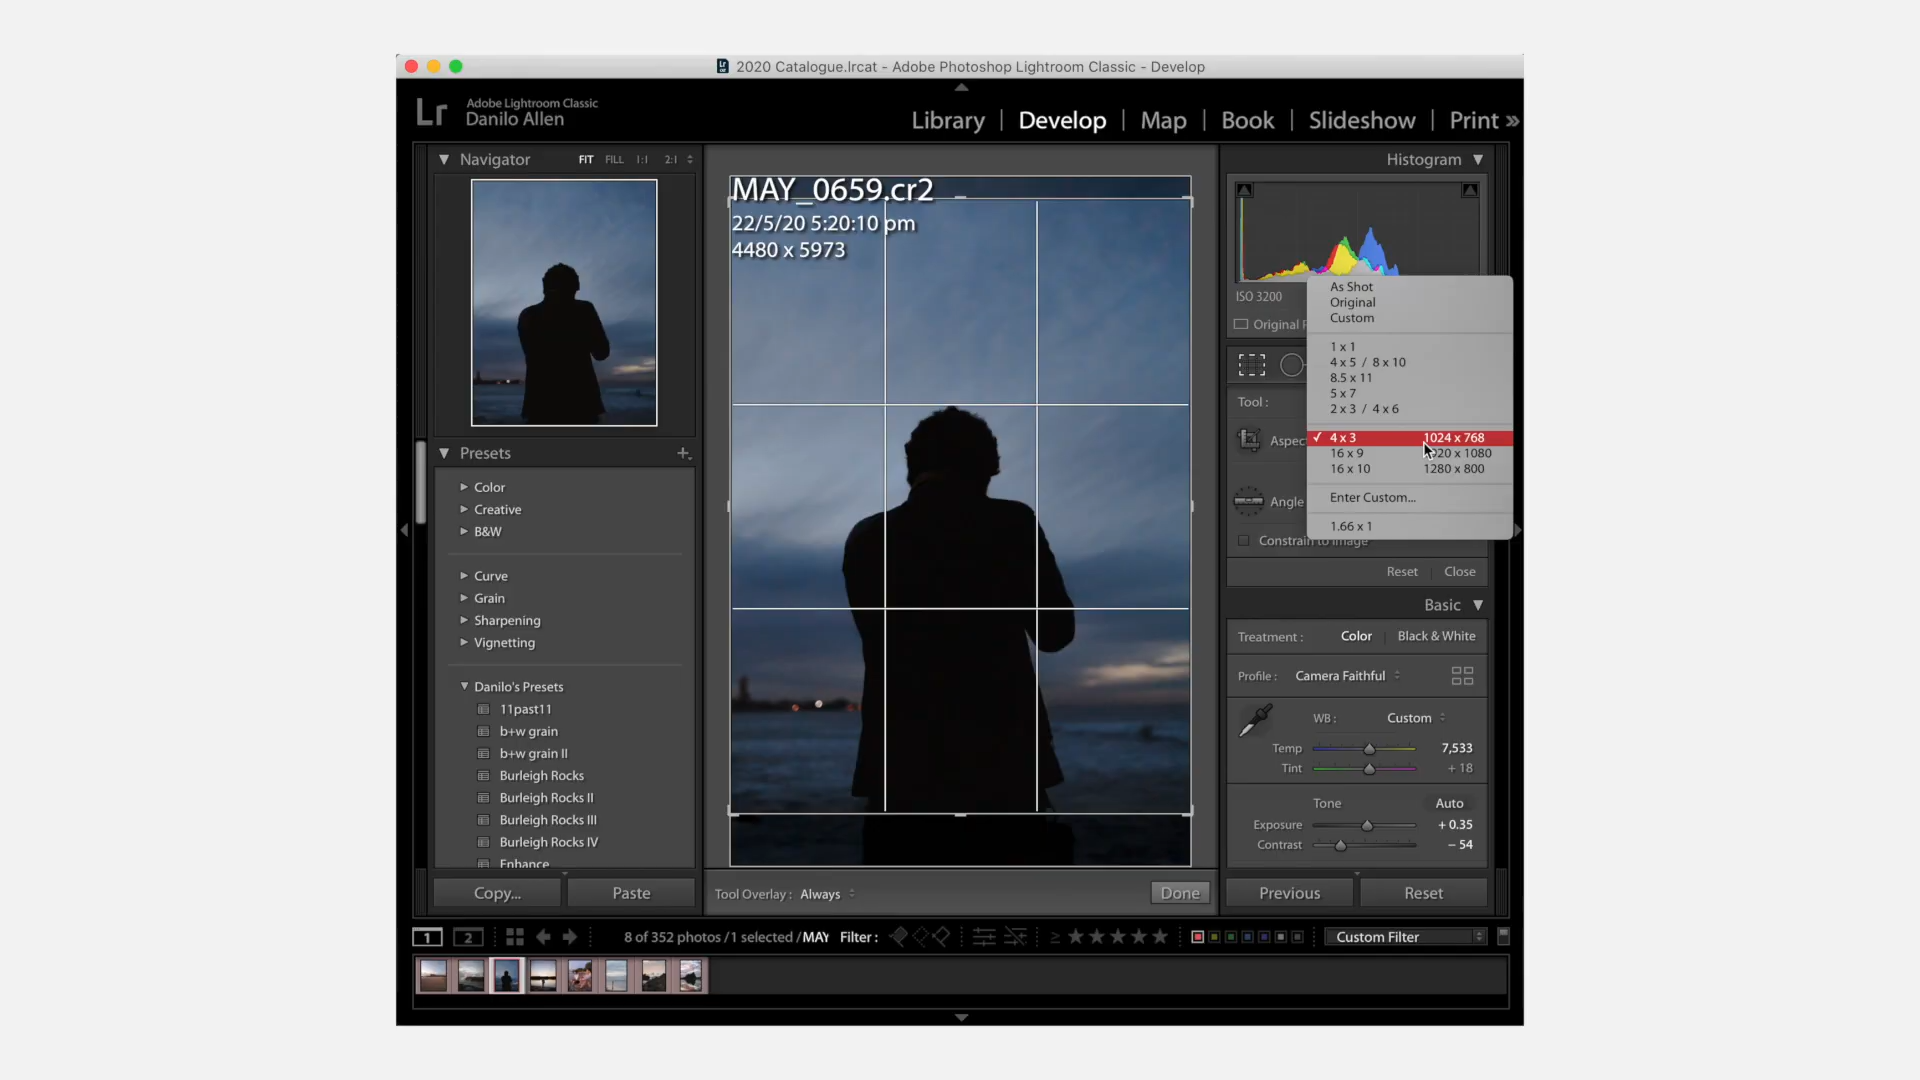 2020 Catalogue.lrcat - Adobe Photoshop Lightroom Classic - Develop
Lr
Adobe Lightroom Classic
Danilo Allen
Library | Develop | Map | Book | Slideshow | Print »
Navigator FIT FILL 1:1 2:1
Presets +
Color
Creative
B&W
Curve
Grain
Sharpening
Vignetting
Danilo's Presets
11past11
b+w grain
b+w grain II
Burleigh Rocks
Burleigh Rocks II
Burleigh Rocks III
Burleigh Rocks IV
Enhance
Copy... Paste
MAY_0659.cr2
22/5/20 5:20:10 pm
4480 x 5973
Tool Overlay : Always
Done
Histogram
ISO 3200
Original
As Shot
Original
Custom
1 x 1
4 x 5 / 8 x 10
8.5 x 11
5 x 7
2 x 3 / 4 x 6
✓ 4 x 3 1024 x 768
16 x 9
16 x 10 1280 x 800
Enter Custom...
1.66 x 1
Tool :
Angle
Constrain to Image
Reset Close
Basic
Treatment : Color Black & White
Profile : Camera Faithful
WB : Custom
Temp 7,533
Tint + 18
Tone Auto
Exposure + 0.35
Contrast – 54
Previous Reset
1 2 8 of 352 photos /1 selected /MAY Filter : ≥ ★★★★★ Custom Filter